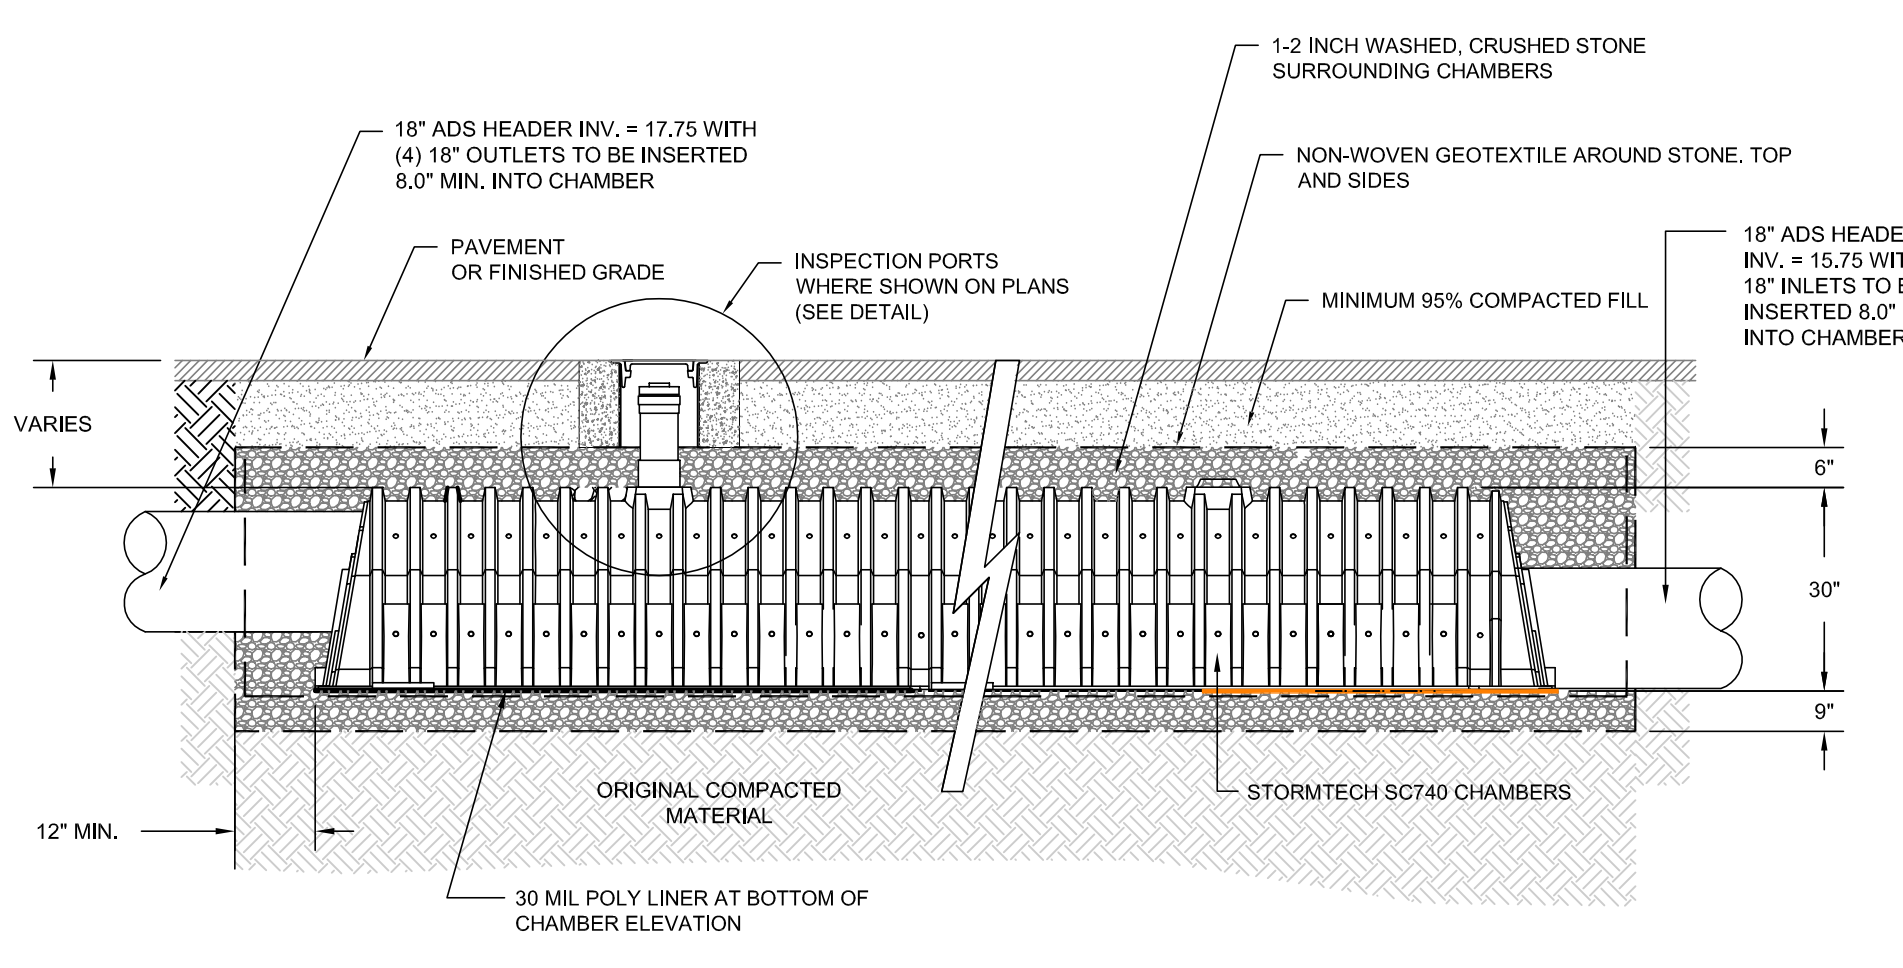 1-2 INCH WASHED, CRUSHED STONE
SURROUNDING CHAMBERS
18" ADS HEADER INV. = 17.75 WITH
(4) 18" OUTLETS TO BE INSERTED
8.0" MIN. INTO CHAMBER
NON-WOVEN GEOTEXTILE AROUND STONE. TOP
AND SIDES
PAVEMENT
OR FINISHED GRADE
INSPECTION PORTS
WHERE SHOWN ON PLANS
(SEE DETAIL)
MINIMUM 95% COMPACTED FILL
18" ADS HEADE
INV. = 15.75 WIT
18" INLETS TO
INSERTED 8.0"
INTO CHAMBER
VARIES
6"
30"
9"
STORMTECH SC740 CHAMBERS
ORIGINAL COMPACTED
MATERIAL
12" MIN.
30 MIL POLY LINER AT BOTTOM OF
CHAMBER ELEVATION